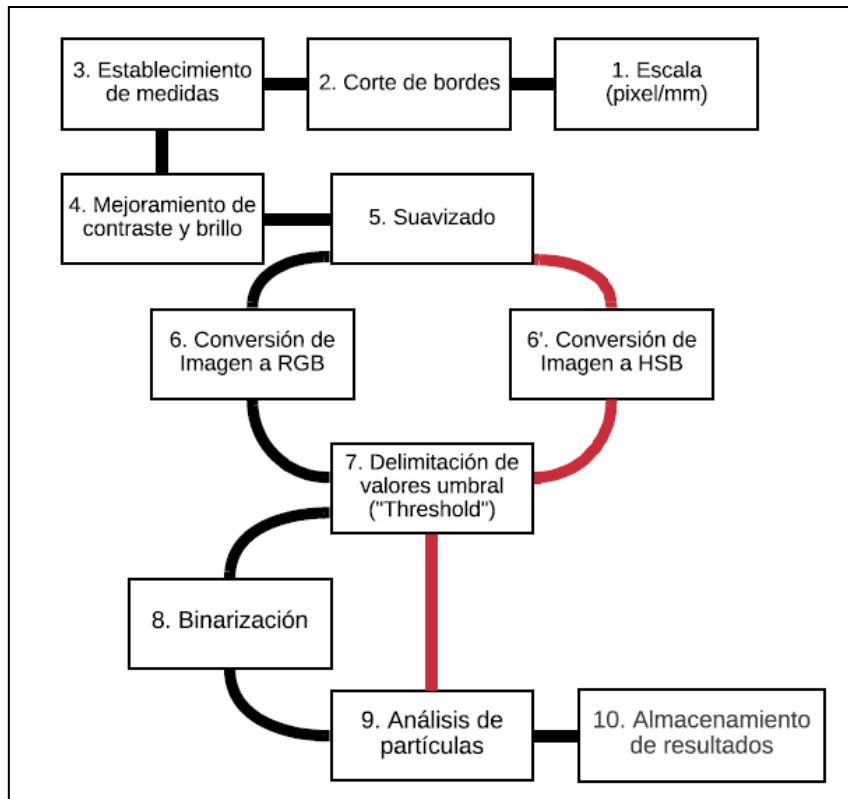 1. Escala
(pixel/mm)
2. Corte de bordes
3. Establecimiento
de medidas
4. Mejoramiento de
contraste y brillo
5. Suavizado
6. Conversión de
Imagen a RGB
6'. Conversión de
Imagen a HSB
7. Delimitación de
valores umbral
("Threshold")
8. Binarización
9. Análisis de
partículas
10. Almacenamiento
de resultados